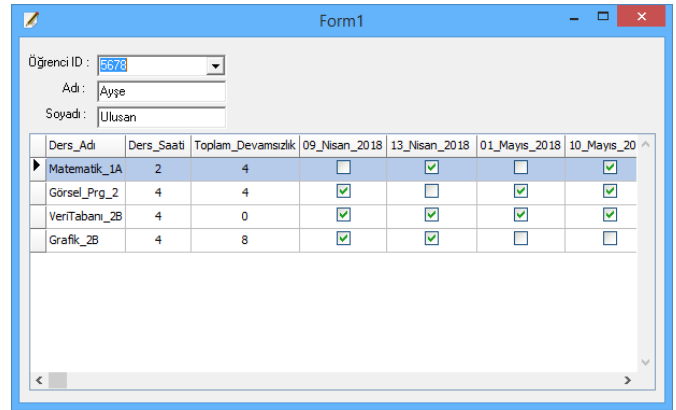 Form1
Öğrenci ID : 5678
Adı : Ayşe
Soyadı : Ulusan
Ders_Adı Ders_Saati Toplam_Devamsızlık 09_Nisan_2018 13_Nisan_2018 01_Mayıs_2018 10_Mayıs_20
Matematik_1A 2 4
Görsel_Prg_2 4 4
VeriTabanı_2B 4 0
Grafik_2B 4 8